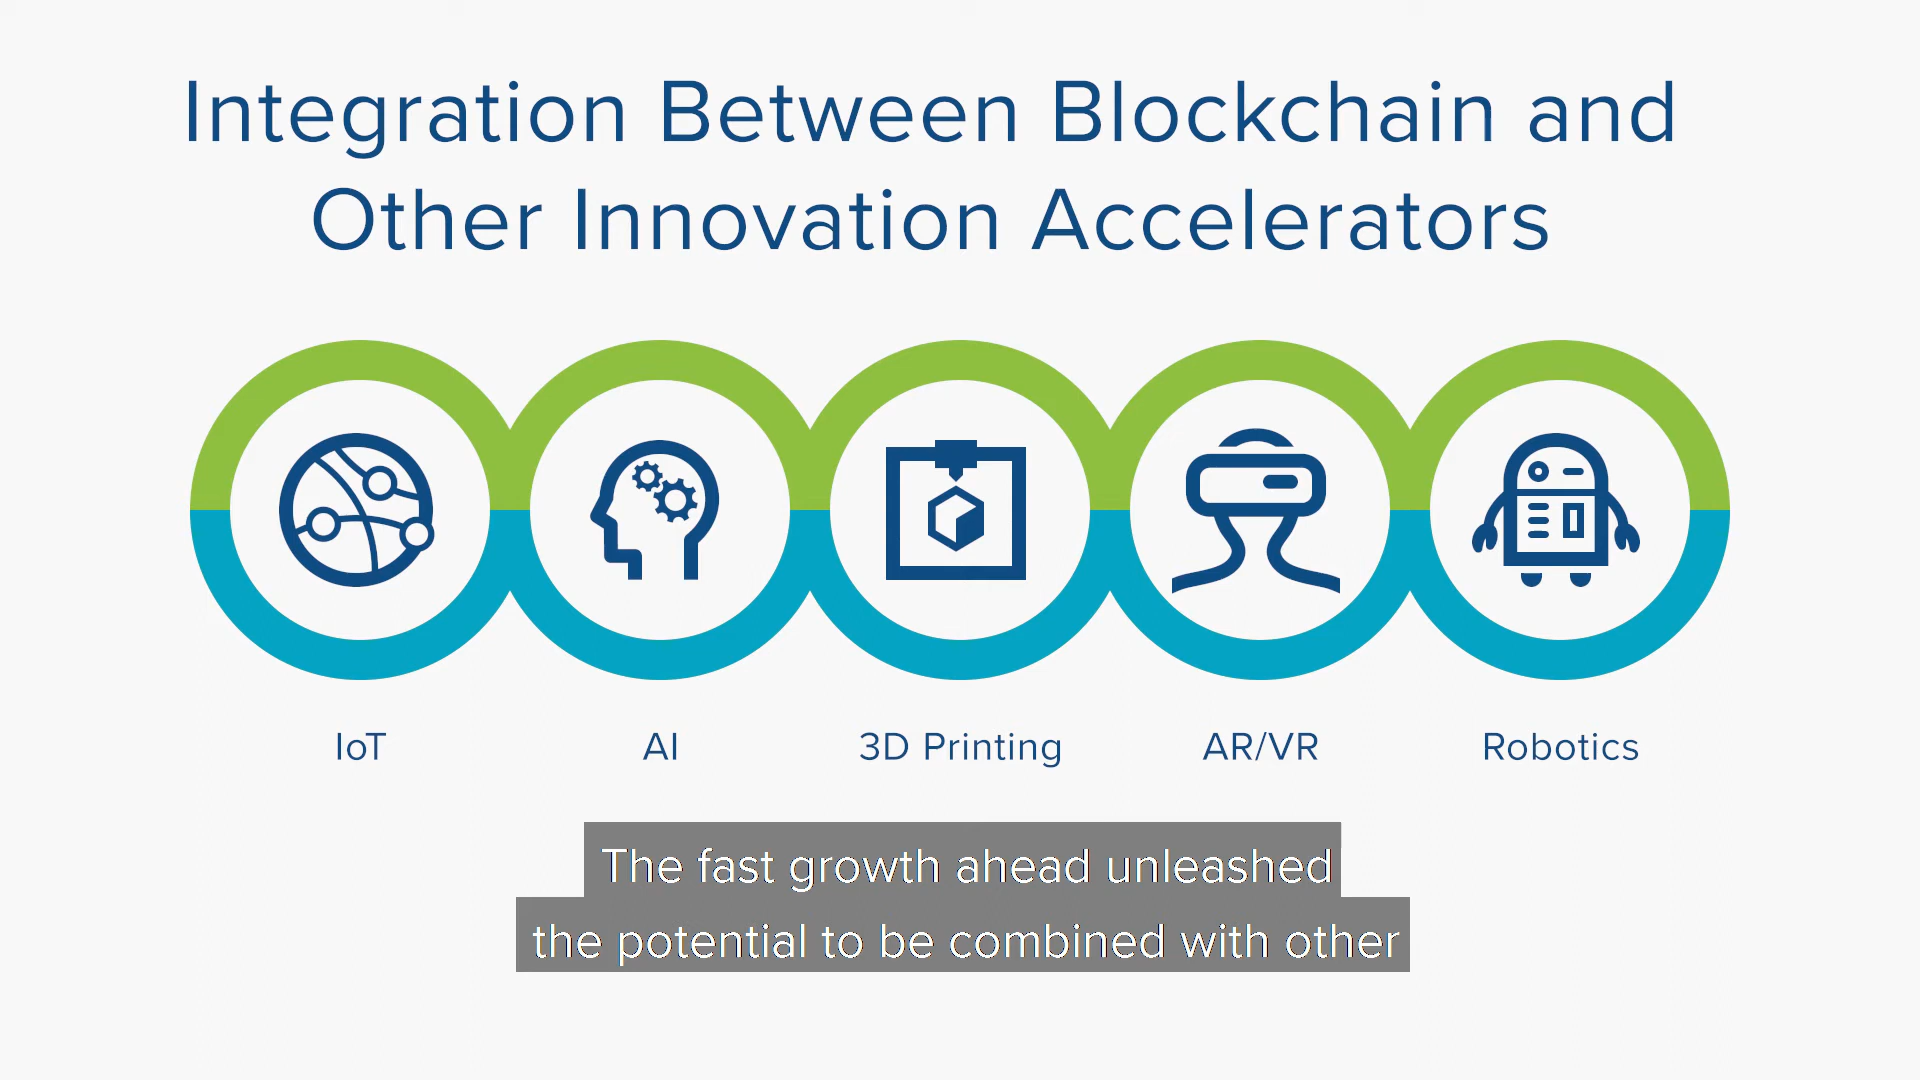 Integration Between Blockchain and
Other Innovation Accelerators
IoT
AI
3D Printing
AR/VR
Robotics
The fast growth ahead unleashed
the potential to be combined with other